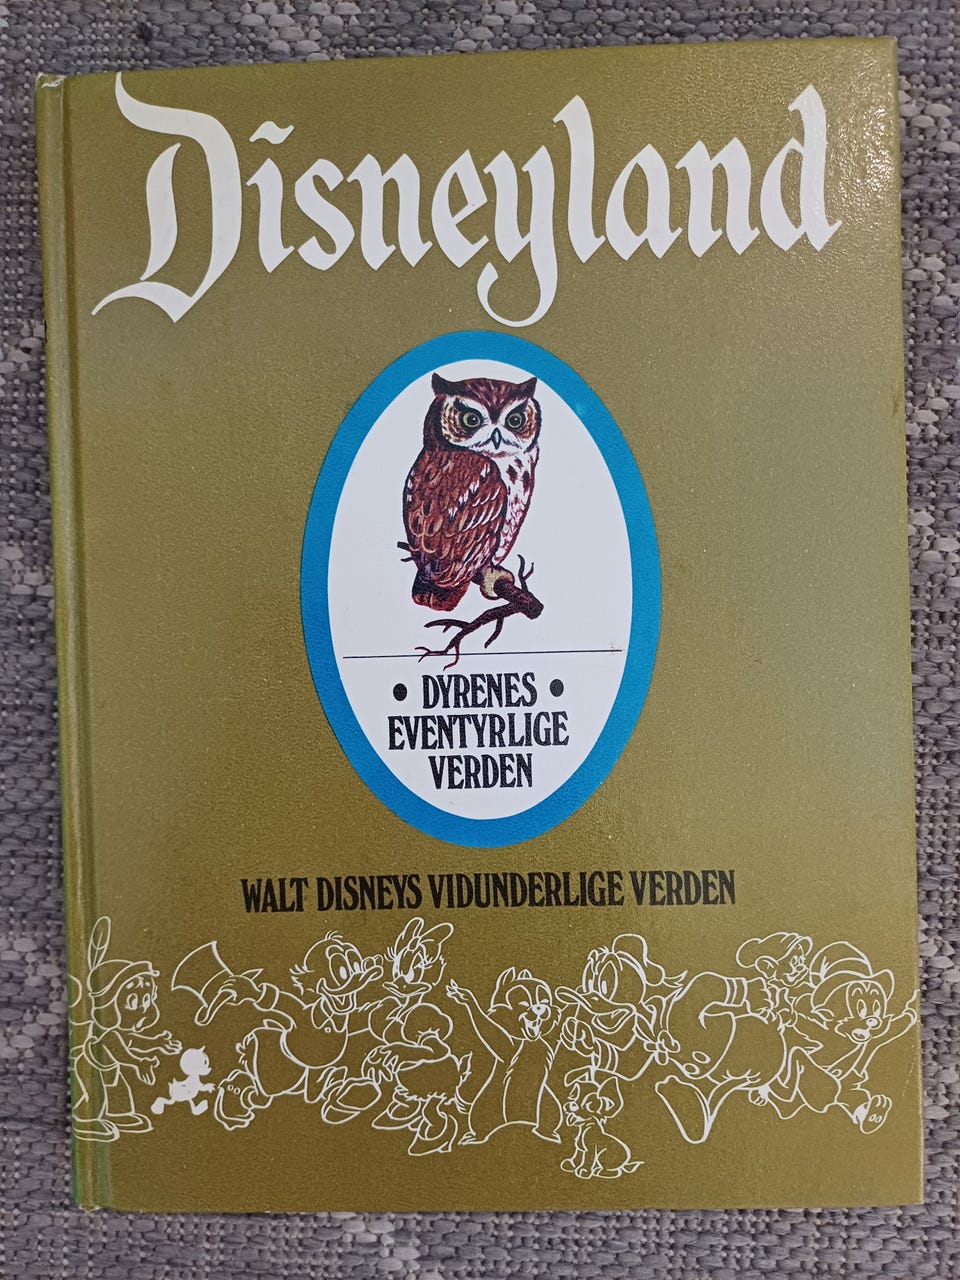 Disneyland
• DYRENES •
EVENTYRLIGE
VERDEN
WALT DISNEYS VIDUNDERLIGE VERDEN